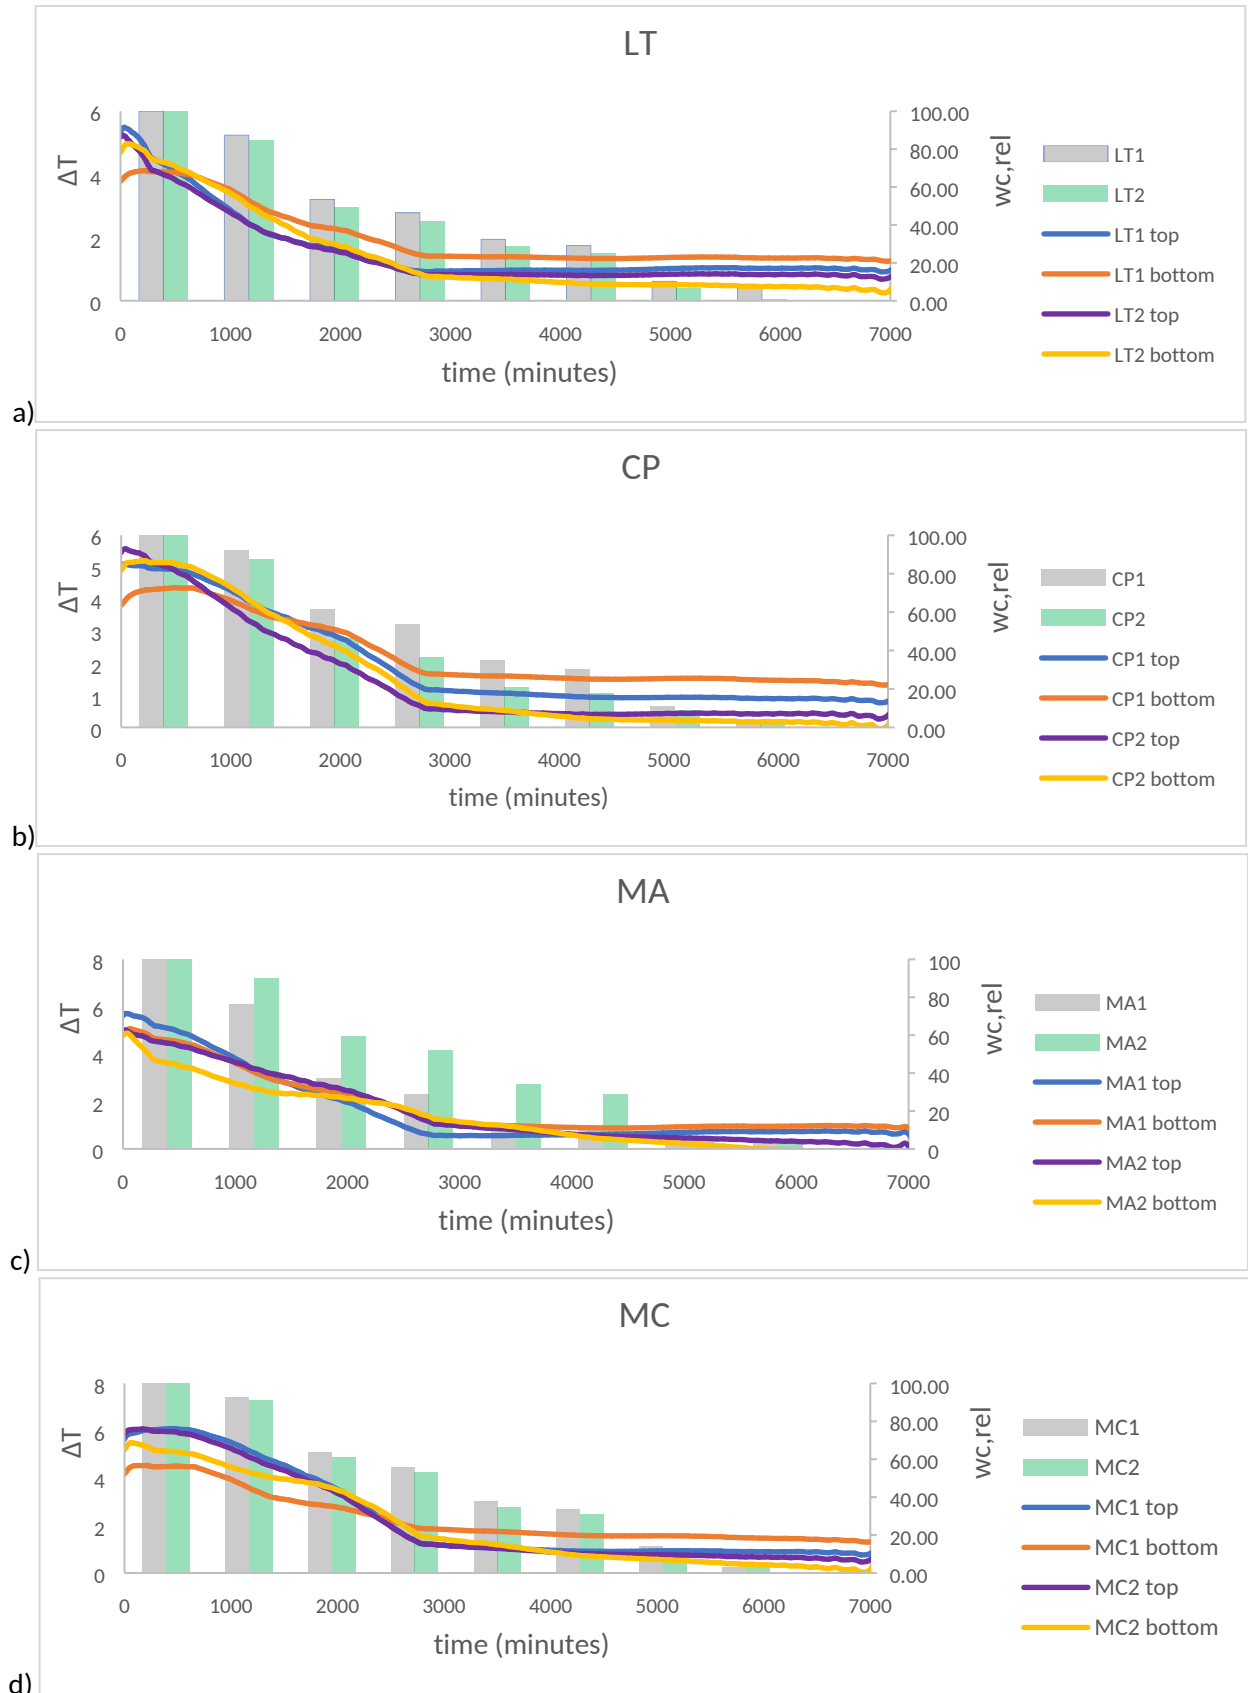 LT
6
4
2
0
ΔT
100.00
80.00
60.00
40.00
20.00
0.00
wc,rel
0 1000 2000 3000 4000 5000 6000 7000
time (minutes)
LT1
LT2
LT1 top
LT1 bottom
LT2 top
LT2 bottom
a)
CP
6
5
4
3
2
1
0
ΔT
100.00
80.00
60.00
40.00
20.00
0.00
wc,rel
0 1000 2000 3000 4000 5000 6000 7000
time (minutes)
CP1
CP2
CP1 top
CP1 bottom
CP2 top
CP2 bottom
b)
MA
8
6
4
2
0
ΔT
100
80
60
40
20
0
wc,rel
0 1000 2000 3000 4000 5000 6000 7000
time (minutes)
MA1
MA2
MA1 top
MA1 bottom
MA2 top
MA2 bottom
c)
MC
8
6
4
2
0
ΔT
100.00
80.00
60.00
40.00
20.00
0.00
wc,rel
0 1000 2000 3000 4000 5000 6000 7000
time (minutes)
MC1
MC2
MC1 top
MC1 bottom
MC2 top
MC2 bottom
d)